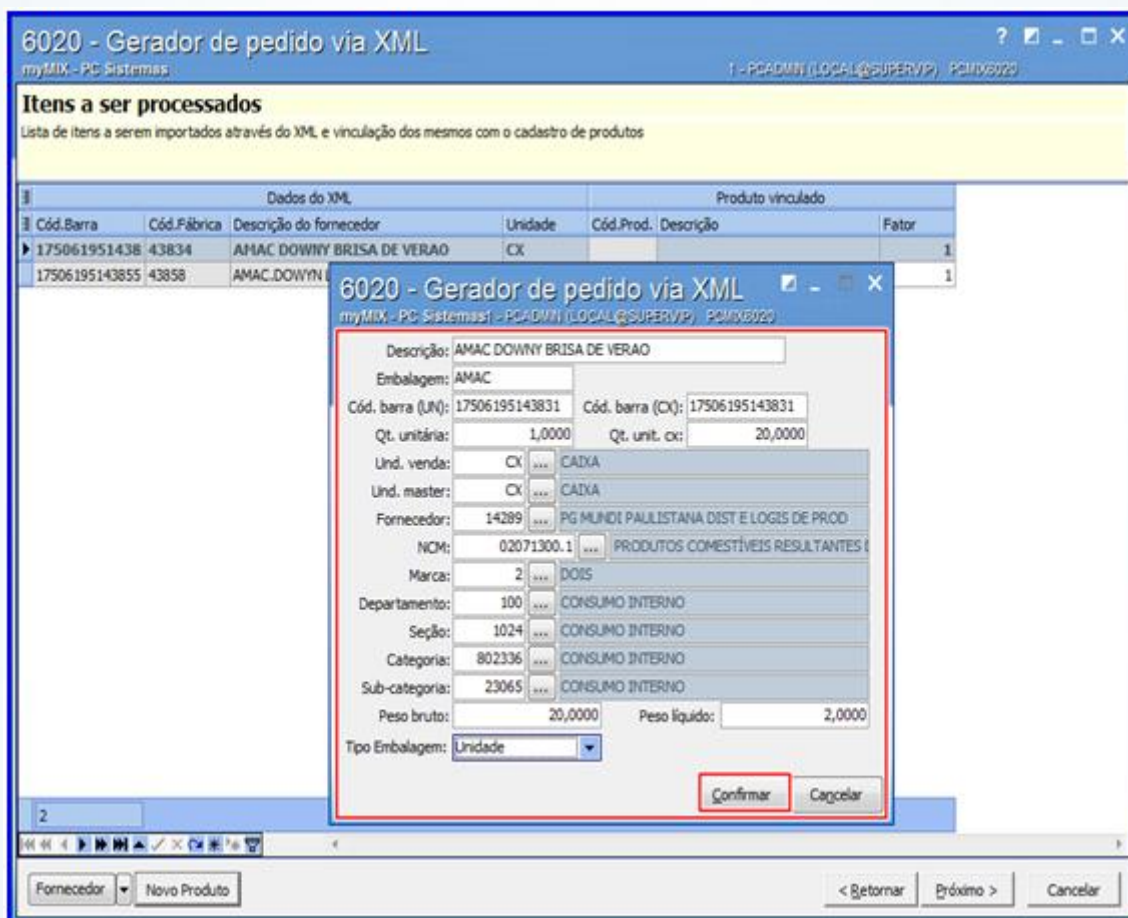 6020 - Gerador de pedido via XML
myMIX - PC Sistemas 1 - PCADMIN (LOCAL@SUPERVIP) PCMIX6020
Itens a ser processados
Lista de itens a serem importados através do XML e vinculação dos mesmos com o cadastro de produtos
Dados do XML Produto vinculado
Cód.Barra Cód.Fábrica Descrição do fornecedor Unidade Cód.Prod. Descrição Fator
175061951438 43834 AMAC DOWNY BRISA DE VERAO CX 1
17506195143855 43858 AMAC.DOWYN 1
6020 - Gerador de pedido via XML
myMIX - PC Sistemas1 - PCADMIN (LOCAL@SUPERVIP) PCMIX6020
Descrição: AMAC DOWNY BRISA DE VERAO
Embalagem: AMAC
Cód. barra (UN): 17506195143831 Cód. barra (CX): 17506195143831
Qt. unitária: 1,0000 Qt. unit. cx: 20,0000
Und. venda: CX ... CAIXA
Und. master: CX ... CAIXA
Fornecedor: 14289 ... PG MUNDI PAULISTANA DIST E LOGIS DE PROD
NCM: 02071300.1 ... PRODUTOS COMESTÍVEIS RESULTANTES
Marca: 2 ... DOIS
Departamento: 100 ... CONSUMO INTERNO
Seção: 1024 ... CONSUMO INTERNO
Categoria: 802336 ... CONSUMO INTERNO
Sub-categoria: 23065 ... CONSUMO INTERNO
Peso bruto: 20,0000 Peso líquido: 2,0000
Tipo Embalagem: Unidade
Confirmar Cancelar
2
Fornecedor Novo Produto < Retornar Próximo > Cancelar